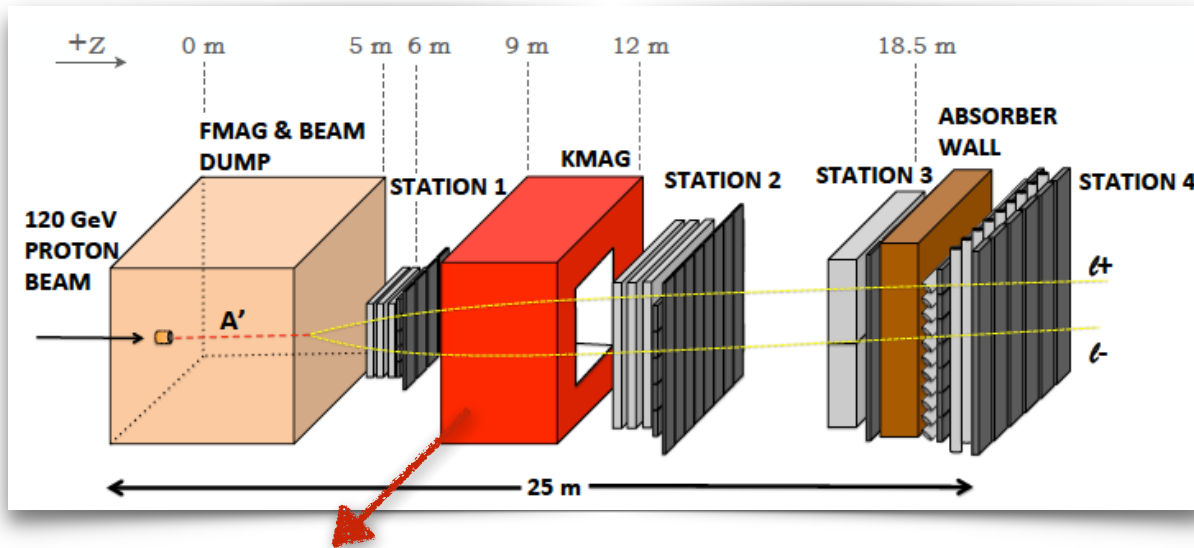 +Z
0 m
5 m
6 m
9 m
12 m
18.5 m
FMAG & BEAM
DUMP
120 GeV
PROTON
BEAM
A'
STATION 1
KMAG
STATION 2
STATION 3
ABSORBER
WALL
STATION 4
ℓ+
ℓ-
25 m